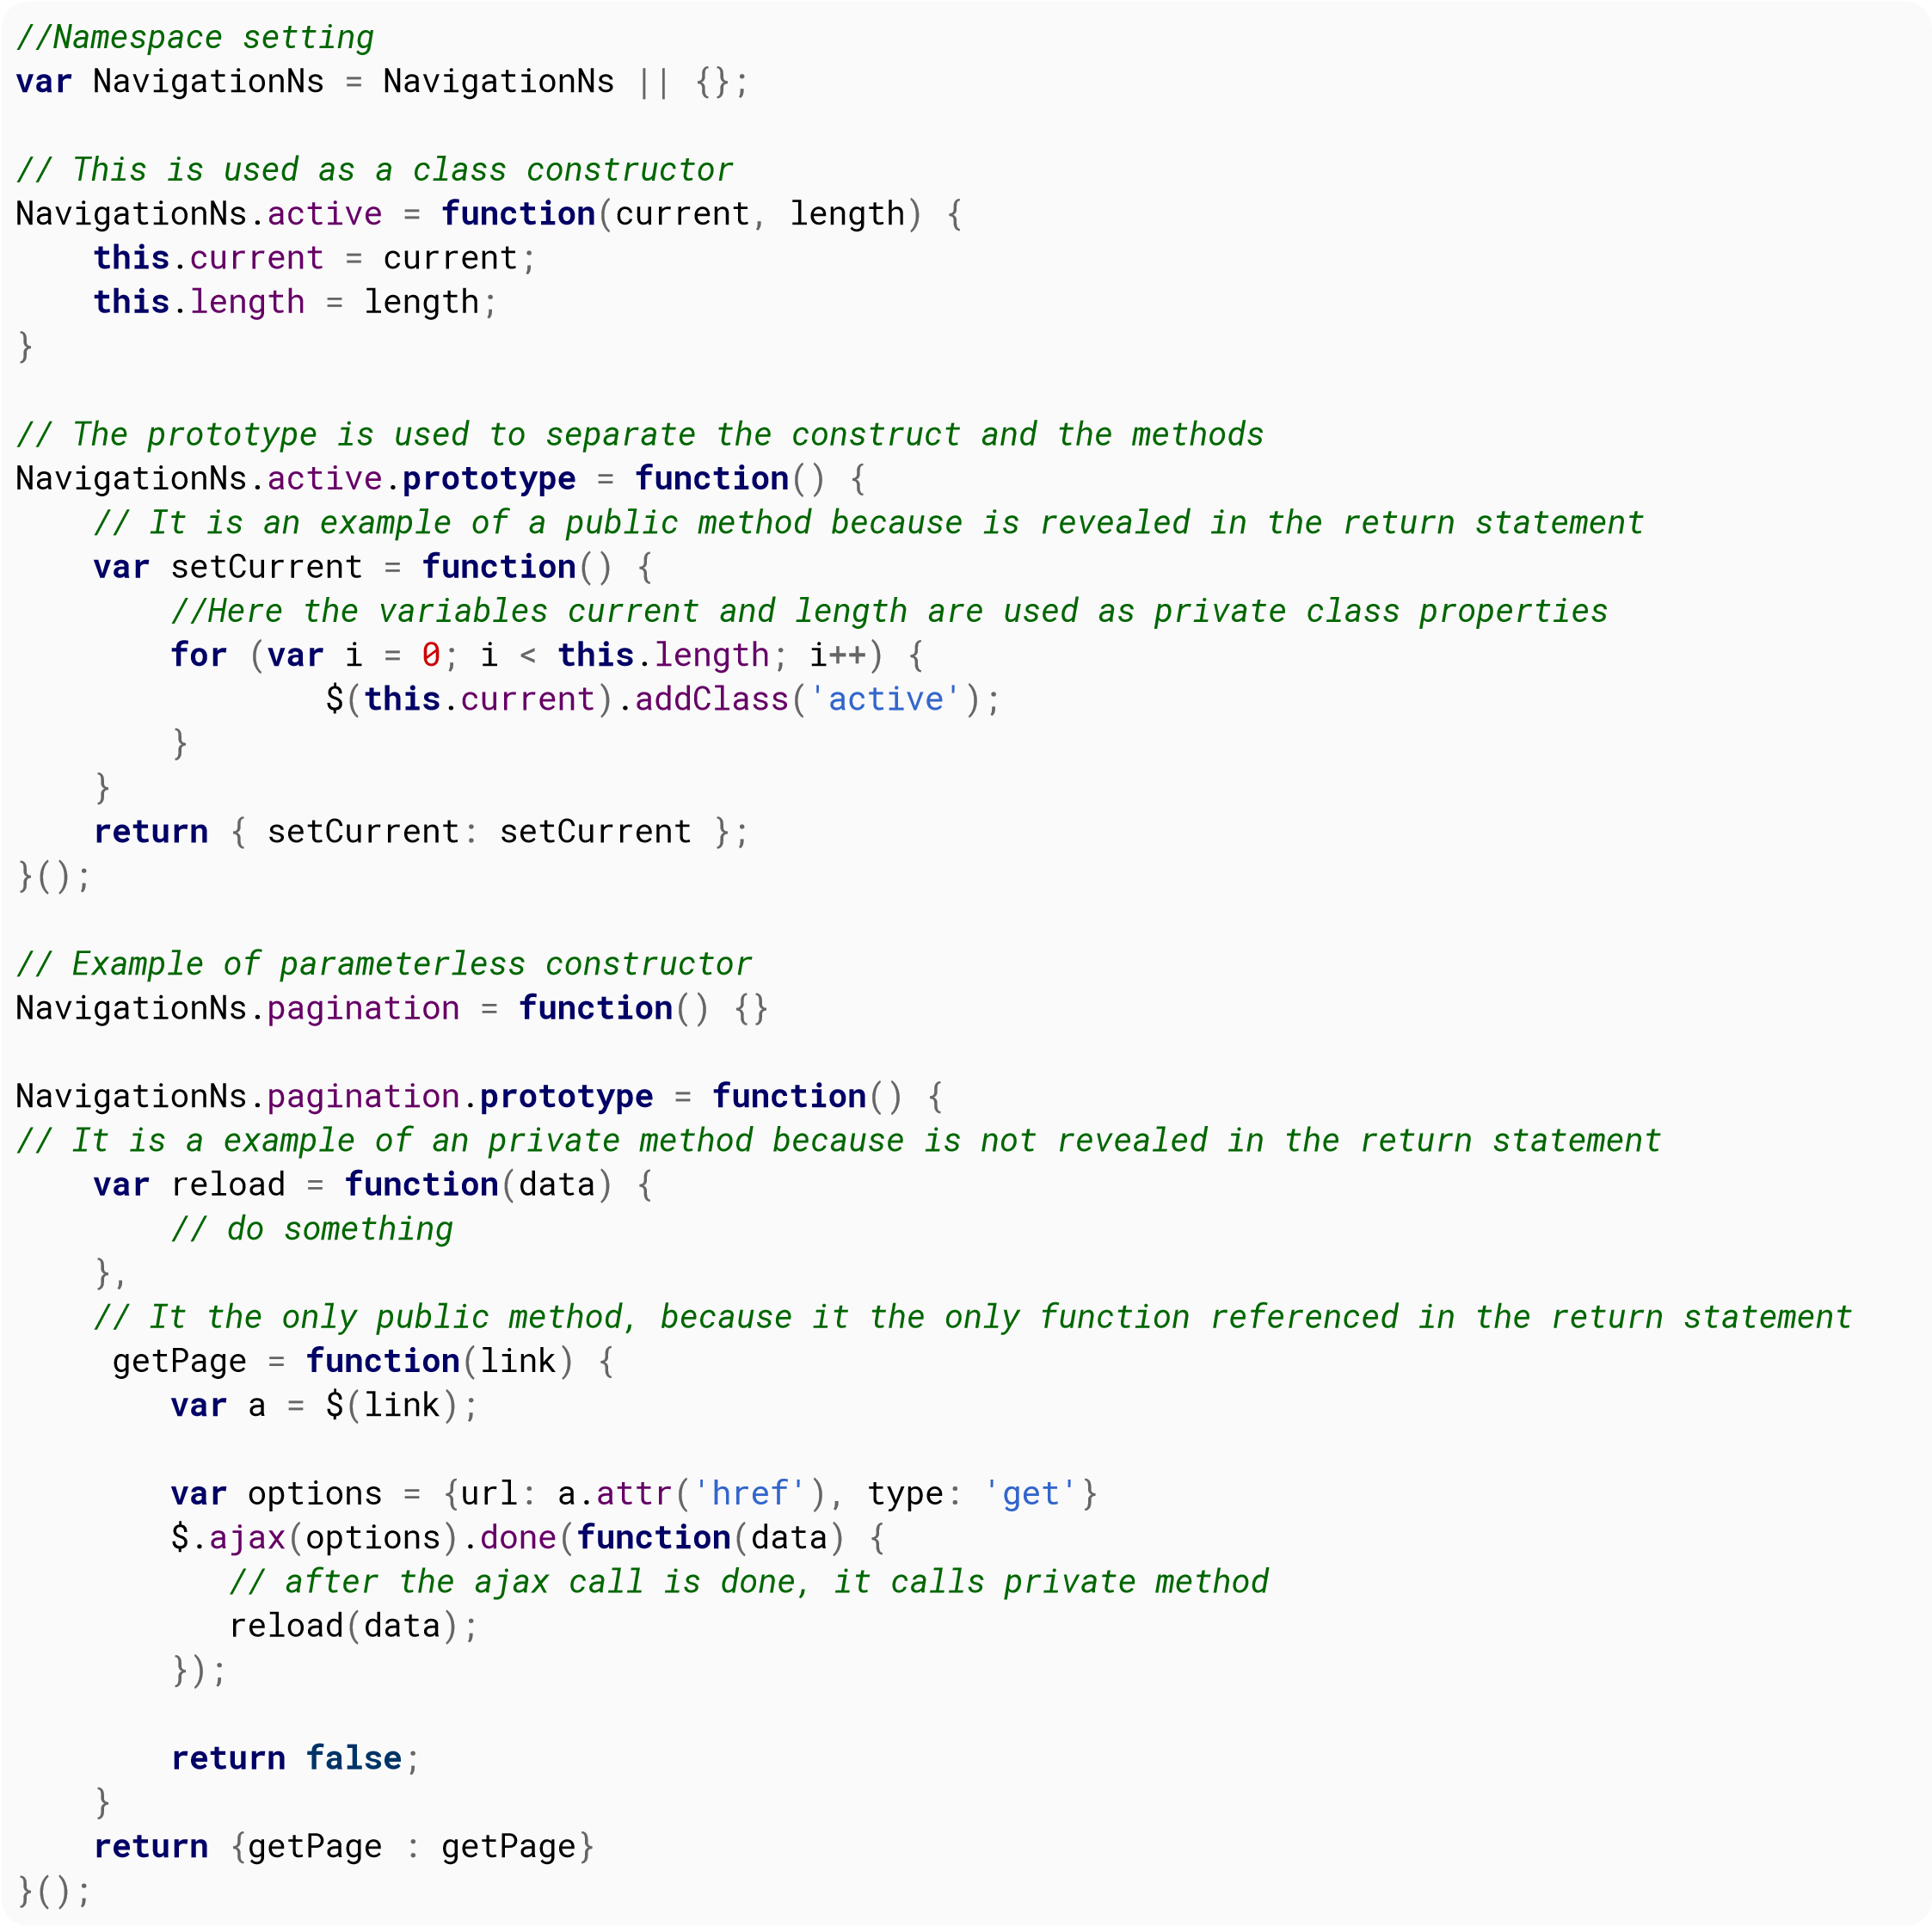 //Namespace setting
var NavigationNs = NavigationNs || {};
// This is used as a class constructor
NavigationNs.active = function(current, length) {
    this.current = current;
    this.length = length;
}
// The prototype is used to separate the construct and the methods
NavigationNs.active.prototype = function() {
    // It is an example of a public method because is revealed in the return statement
    var setCurrent = function() {
        //Here the variables current and length are used as private class properties
        for (var i = 0; i < this.length; i++) {
                $(this.current).addClass('active');
        }
    }
    return { setCurrent: setCurrent };
}();
// Example of parameterless constructor
NavigationNs.pagination = function() {}
NavigationNs.pagination.prototype = function() {
// It is a example of an private method because is not revealed in the return statement
    var reload = function(data) {
        // do something
    },
    // It the only public method, because it the only function referenced in the return statement
     getPage = function(link) {
        var a = $(link);
        var options = {url: a.attr('href'), type: 'get'}
        $.ajax(options).done(function(data) {
           // after the ajax call is done, it calls private method
           reload(data);
        });
        return false;
    }
    return {getPage : getPage}
}();